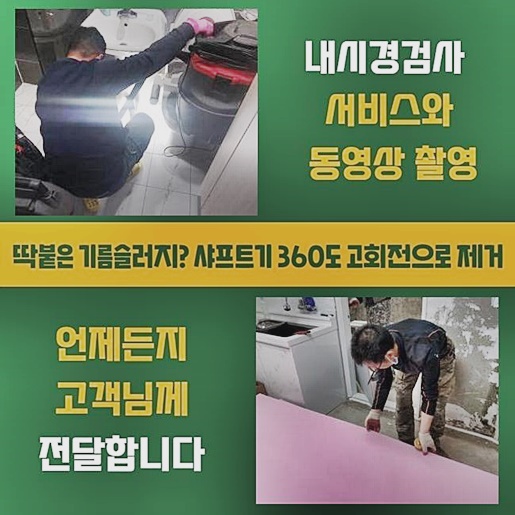 내시경검사
서비스와
동영상 촬영
딱붙은 기름슬러지? 샤프트기 360도 고회전으로 제거
언제든지
고객님께
전달합니다